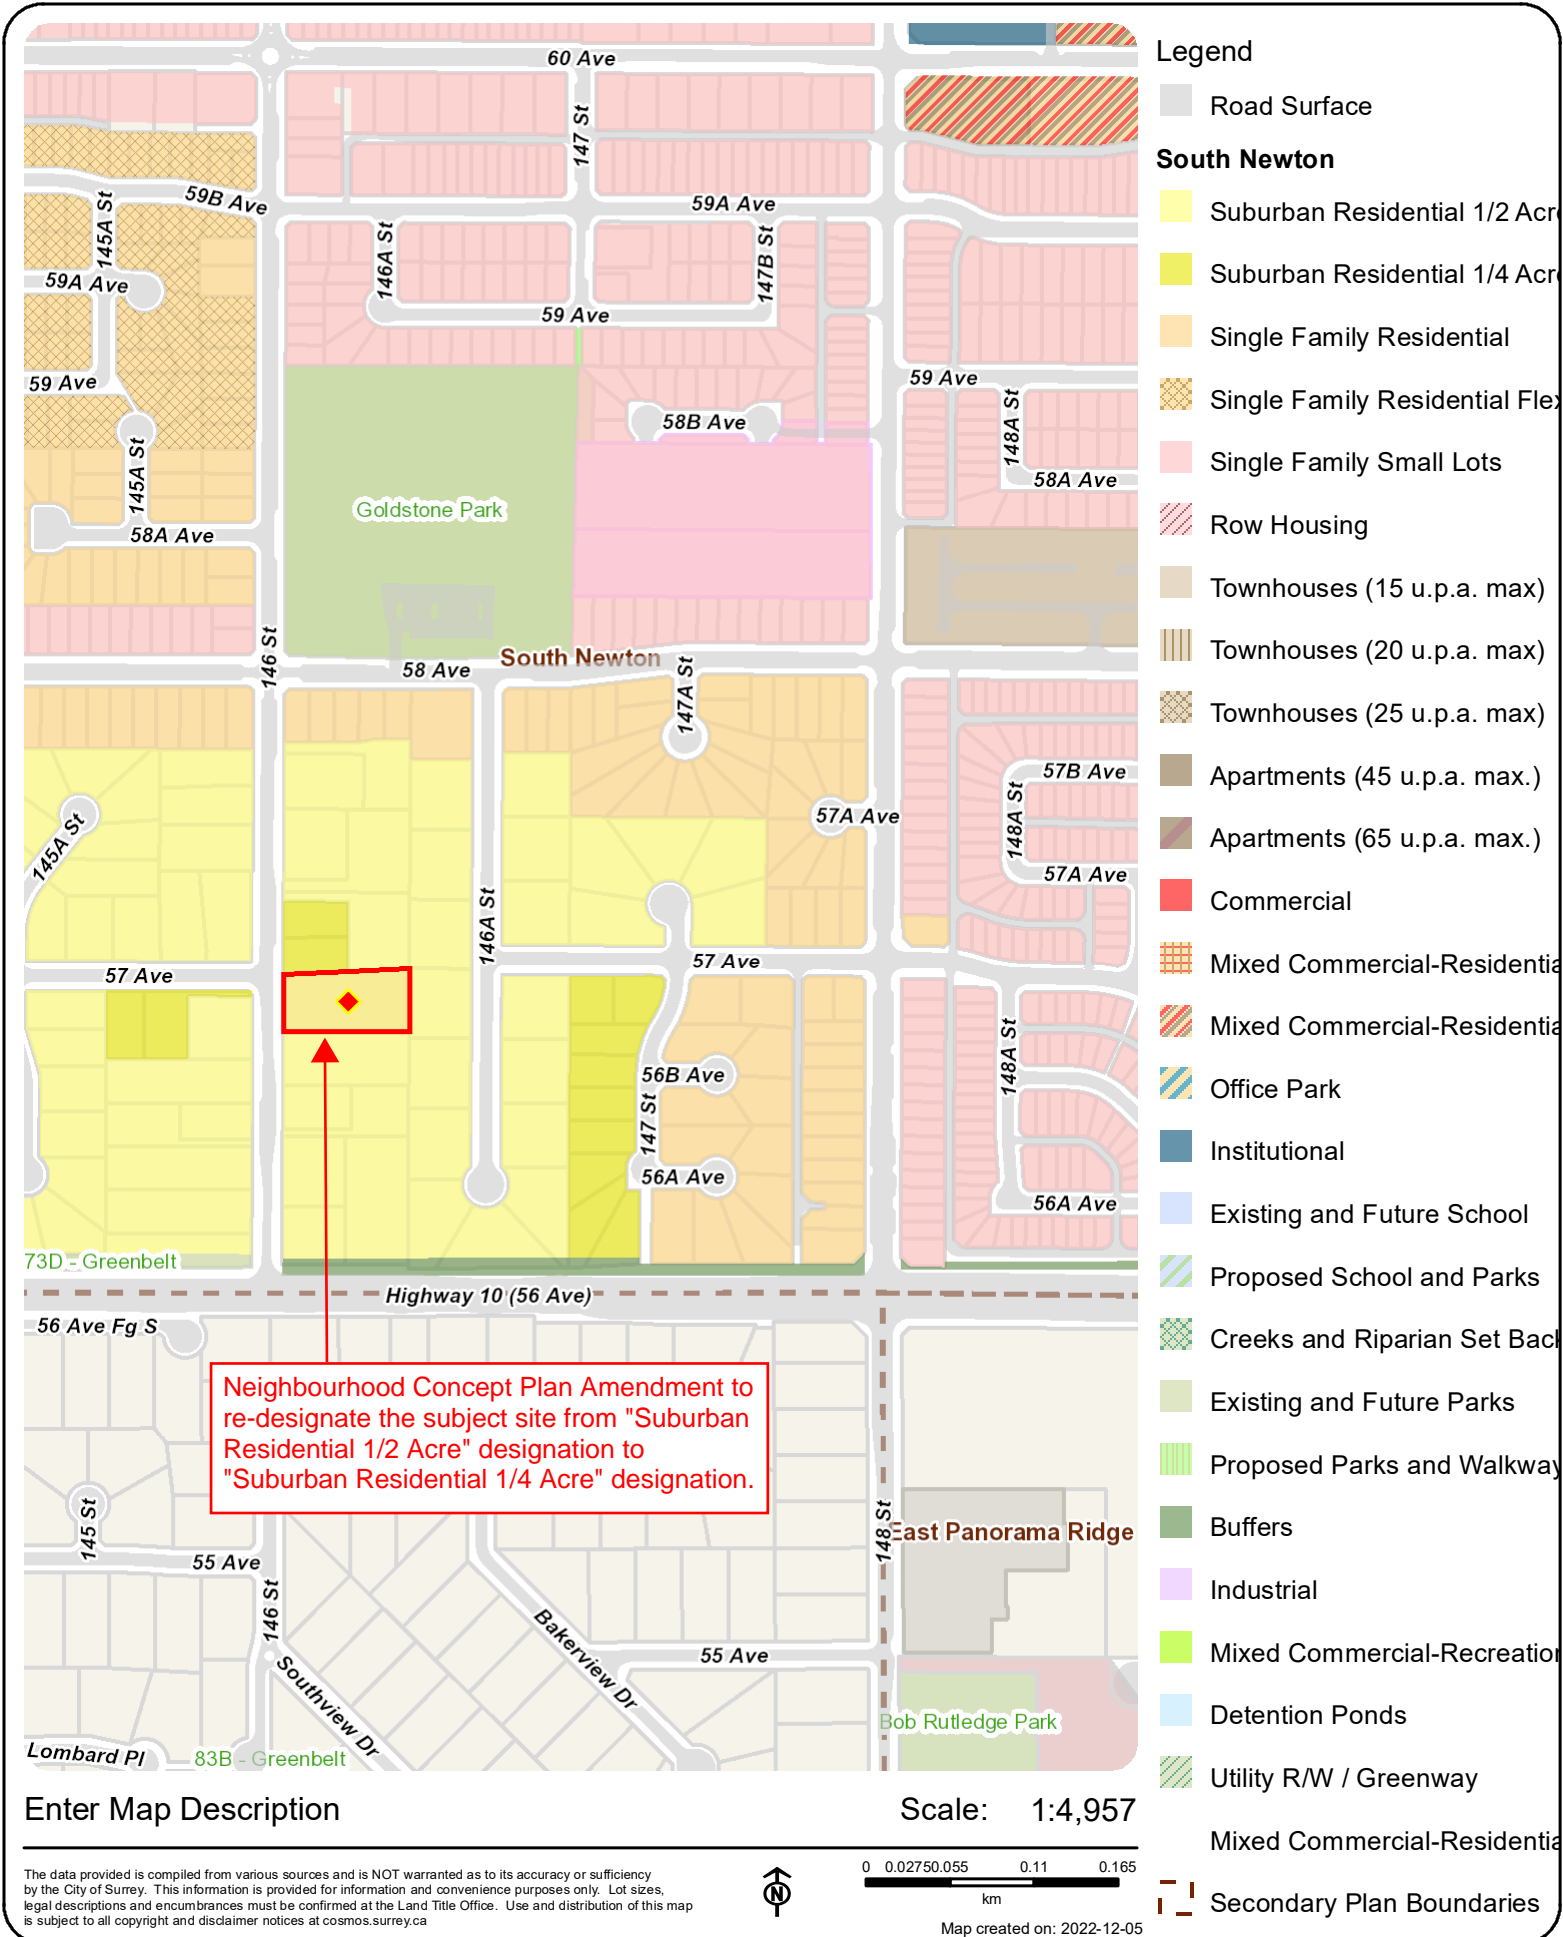 60 Ave
147 St
59B Ave
145A St
59A Ave
146A St
147B St
59A Ave
59 Ave
59 Ave
59 Ave
58B Ave
148A St
145A St
58A Ave
Goldstone Park
58A Ave
146 St
58 Ave
South Newton
147A St
57B Ave
145A St
57A Ave
148A St
57A Ave
146A St
57 Ave
57 Ave
148A St
56B Ave
147 St
56A Ave
56A Ave
73D - Greenbelt
Highway 10 (56 Ave)
56 Ave Fg S
Neighbourhood Concept Plan Amendment to
re-designate the subject site from "Suburban
Residential 1/2 Acre" designation to
"Suburban Residential 1/4 Acre" designation.
145 St
148 St
East Panorama Ridge
55 Ave
146 St
Bakerview Dr
55 Ave
Southview Dr
Bob Rutledge Park
Lombard Pl
83B - Greenbelt
Legend
Road Surface
South Newton
Suburban Residential 1/2 Acr
Suburban Residential 1/4 Acr
Single Family Residential
Single Family Residential Flex
Single Family Small Lots
Row Housing
Townhouses (15 u.p.a. max)
Townhouses (20 u.p.a. max)
Townhouses (25 u.p.a. max)
Apartments (45 u.p.a. max.)
Apartments (65 u.p.a. max.)
Commercial
Mixed Commercial-Residentia
Mixed Commercial-Residentia
Office Park
Institutional
Existing and Future School
Proposed School and Parks
Creeks and Riparian Set Back
Existing and Future Parks
Proposed Parks and Walkway
Buffers
Industrial
Mixed Commercial-Recreation
Detention Ponds
Utility R/W / Greenway
Mixed Commercial-Residentia
Secondary Plan Boundaries
Enter Map Description
Scale: 1:4,957
The data provided is compiled from various sources and is NOT warranted as to its accuracy or sufficiency
by the City of Surrey. This information is provided for information and convenience purposes only. Lot sizes,
legal descriptions and encumbrances must be confirmed at the Land Title Office. Use and distribution of this map
is subject to all copyright and disclaimer notices at cosmos.surrey.ca
N
0 0.0275 0.055 0.11 0.165
km
Map created on: 2022-12-05